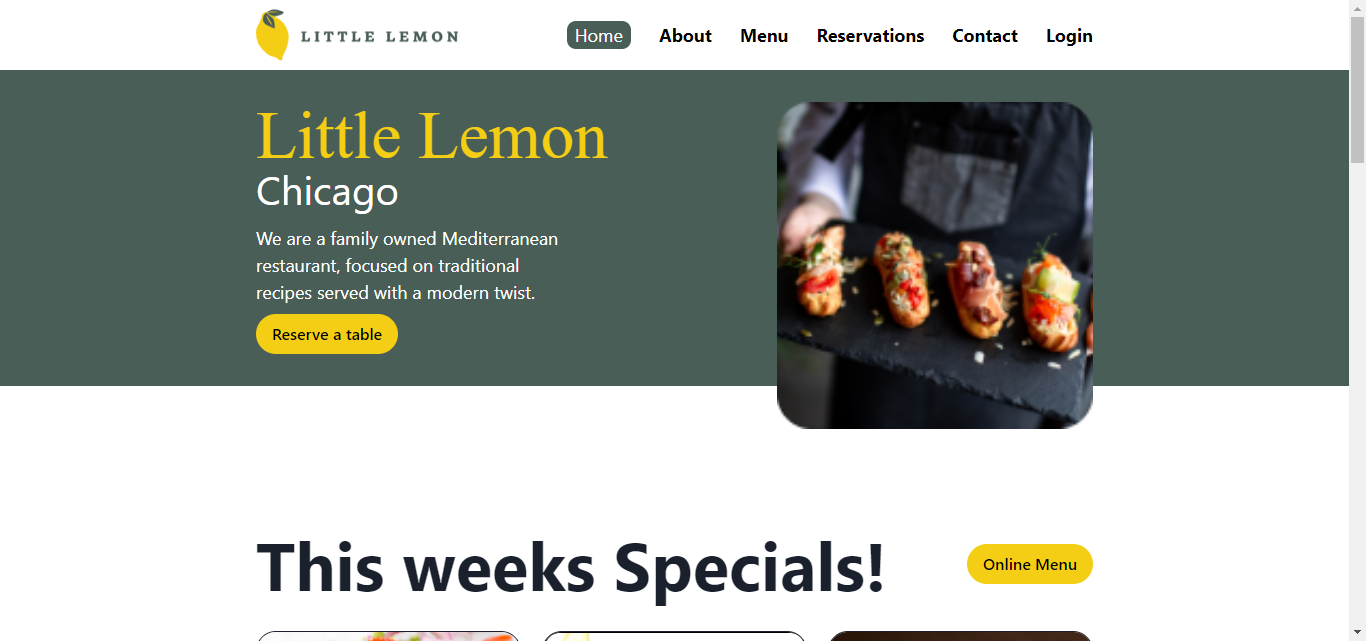 LITTLE LEMON
Home About Menu Reservations Contact Login
Little Lemon
Chicago
We are a family owned Mediterranean
restaurant, focused on traditional
recipes served with a modern twist.
Reserve a table
This weeks Specials!
Online Menu